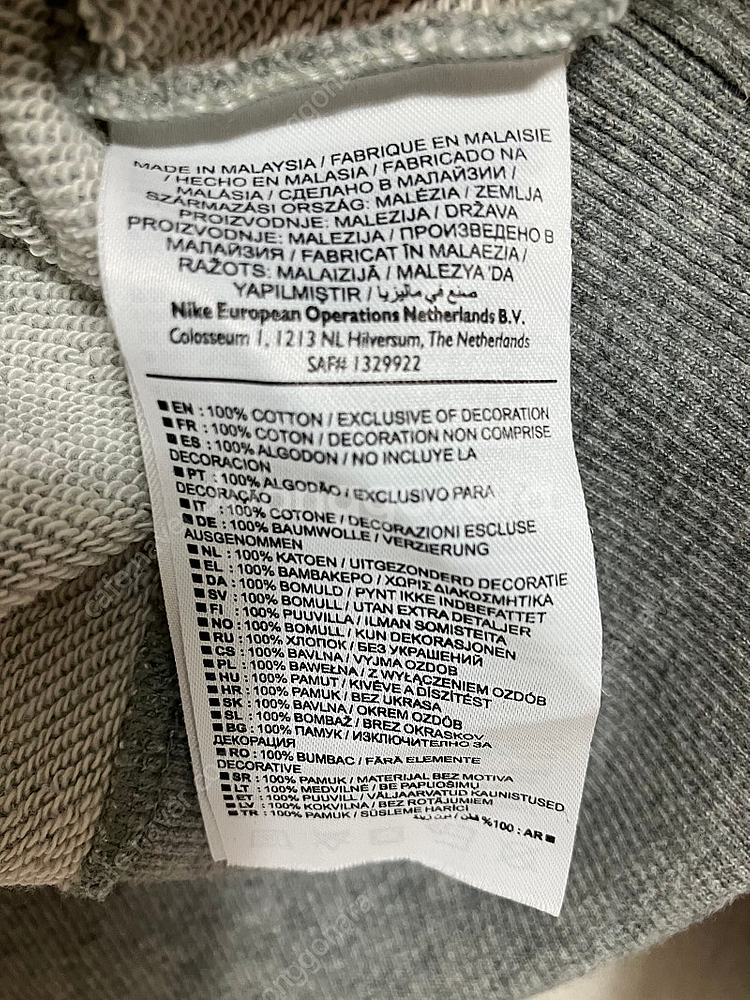 MADE IN MALAYSIA / FABRIQUE EN MALAISIE
/ HECHO EN MALASIA / FABRICADO NA
MALÁSIA / СДЕЛАНО В МАЛАЙЗИИ /
SZÁRMAZÁSI ORSZÁG: MALÉZIA / ZEMLJA
PROIZVODNJE: MALEZIJA / DRŽAVA
PROIZVODNJE: MALEZIJA / ПРОИЗВЕДЕНО В
МАЛАЙЗИЯ / FABRICAT ÎN MALAEZIA /
RAŽOTS: MALAIZIJĀ / MALEZYA'DA
YAPILMIŞTIR / صنع في ماليزيا
Nike European Operations Netherlands B.V.
Colosseum 1, 1213 NL Hilversum, The Netherlands
SAF# 1329922
■ EN : 100% COTTON / EXCLUSIVE OF DECORATION
■ FR : 100% COTON / DECORATION NON COMPRISE
■ ES : 100% ALGODON / NO INCLUYE LA
DECORACION
■ PT : 100% ALGODÃO / EXCLUSIVO PARA
DECORAÇÃO
■ IT : 100% COTONE / DECORAZIONI ESCLUSE
■ DE : 100% BAUMWOLLE / VERZIERUNG
AUSGENOMMEN
■ NL : 100% KATOEN / UITGEZONDERD DECORATIE
■ EL : 100% ΒΑΜΒΑΚΕΡΟ / ΧΩΡΙΣ ΔΙΑΚΟΣΜΗΤΙΚΑ
■ DA : 100% BOMULD / PYNT IKKE INDBEFATTET
■ SV : 100% BOMULL / UTAN EXTRA DETALJER
■ FI : 100% PUUVILLA / ILMAN SOMISTEITA
■ NO : 100% BOMULL / KUN DEKORASJONEN
■ RU : 100% ХЛОПОК / БЕЗ УКРАШЕНИЙ
■ CS : 100% BAVLNA / VYJMA OZDOB
■ PL : 100% BAWEŁNA / Z WYŁĄCZENIEM OZDÓB
■ HU : 100% PAMUT / KIVÉVE A DÍSZÍTÉST
■ HR : 100% PAMUK / BEZ UKRASA
■ SK : 100% BAVLNA / OKREM OZDÔB
■ SL : 100% BOMBAŽ / BREZ OKRASKOV
■ BG : 100% ПАМУК / ИЗКЛЮЧИТЕЛНО ЗА
ДЕКОРАЦИЯ
■ RO : 100% BUMBAC / FĂRĂ ELEMENTE
DECORATIVE
■ SR : 100% PAMUK / MATERIJAL BEZ MOTIVA
■ LT : 100% MEDVILNĖ / BE PAPUOŠIMŲ
■ ET : 100% PUUVILL / VÄLJAARVATUD KAUNISTUSED
■ LV : 100% KOKVILNA / BEZ ROTĀJUMIEM
■ TR : 100% PAMUK / SÜSLEME HARİCİ
%100 : AR ■